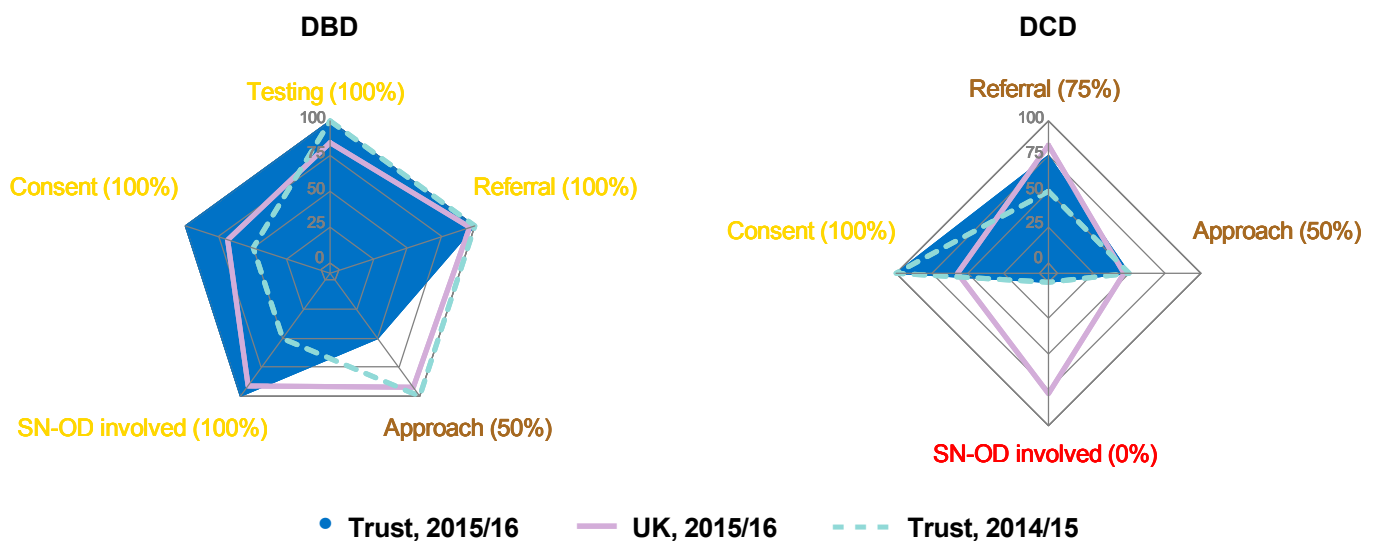 DBD
Testing (100%)
100
75
50
25
0
Consent (100%)
Referral (100%)
SN-OD involved (100%)
Approach (50%)
DCD
Referral (75%)
100
75
50
25
0
Consent (100%)
Approach (50%)
SN-OD involved (0%)
Trust, 2015/16
UK, 2015/16
Trust, 2014/15